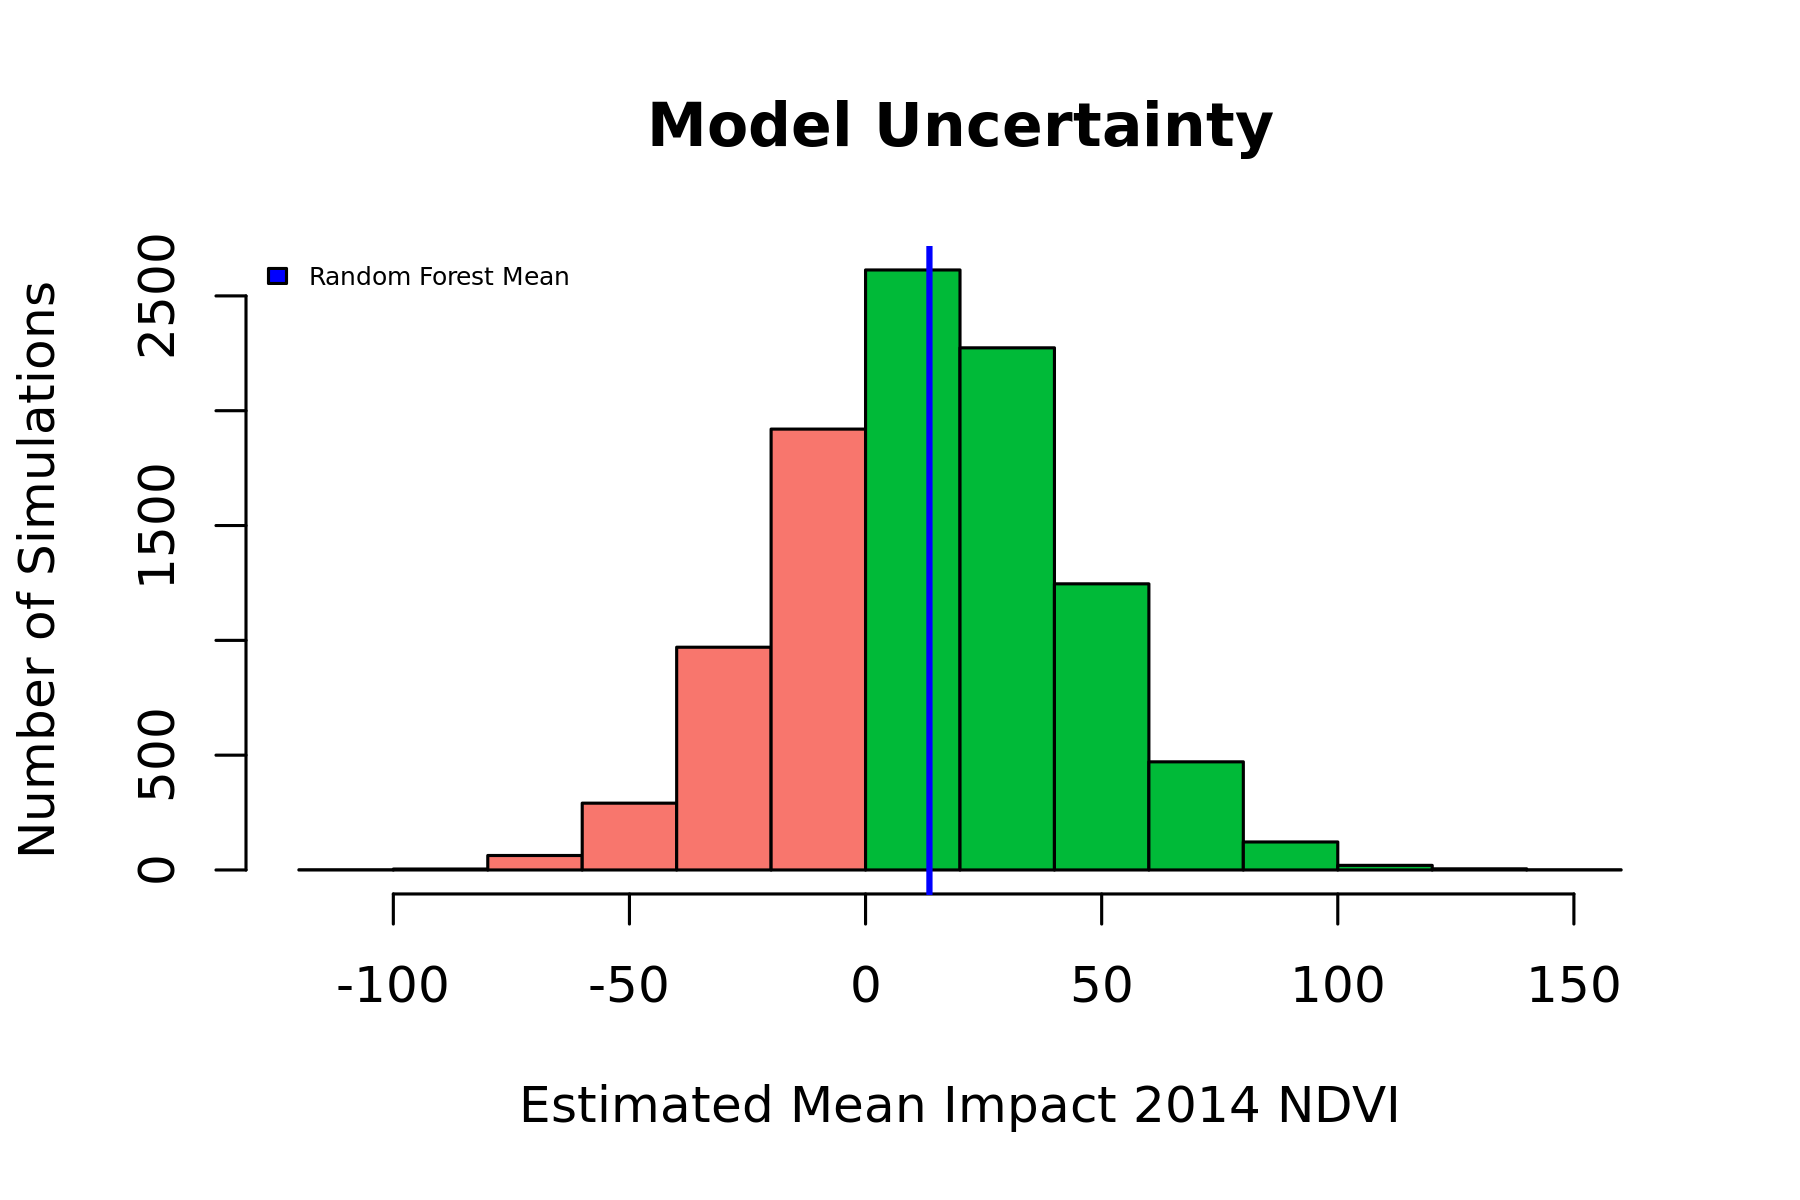 Model Uncertainty
Random Forest Mean
Number of Simulations
2500
1500
500
0
-100 -50 0 50 100 150
Estimated Mean Impact 2014 NDVI